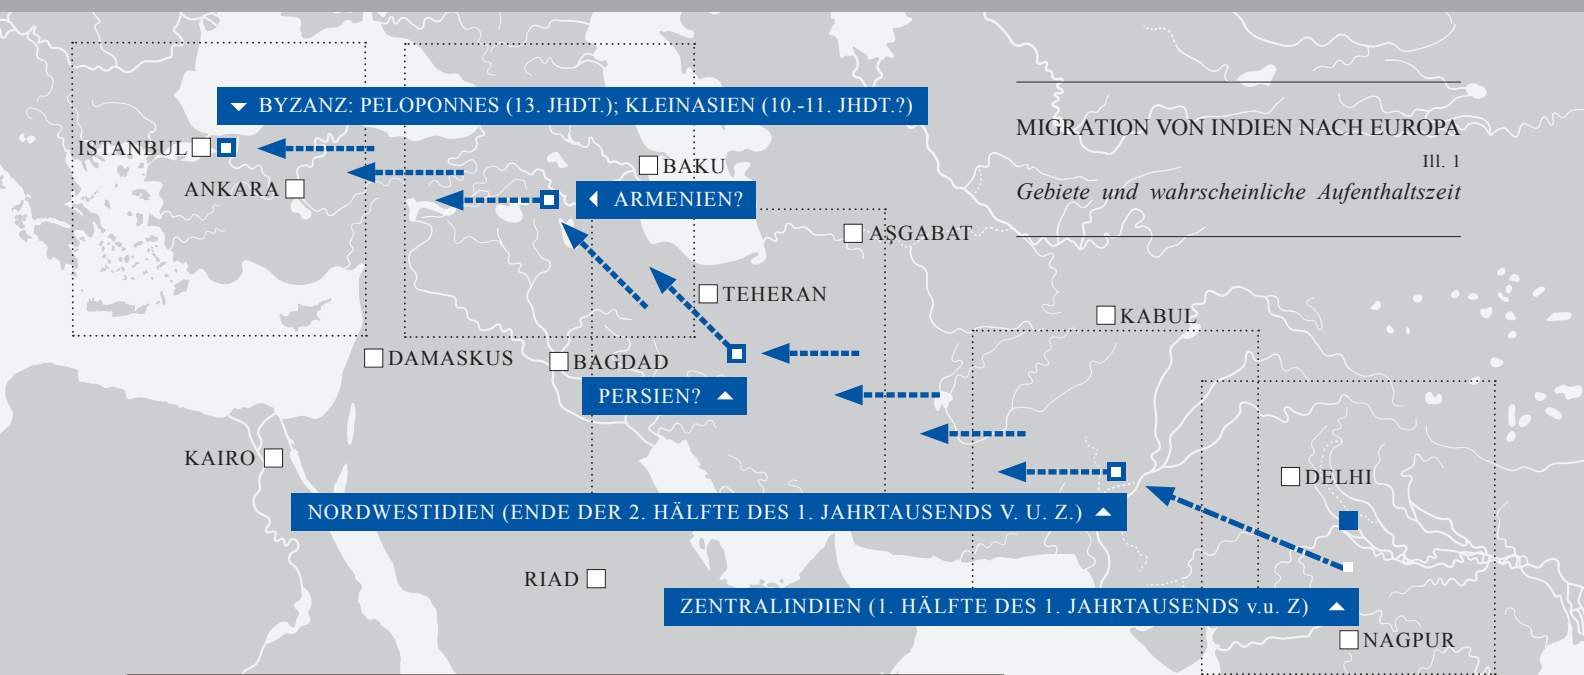 BYZANZ: PELOPONNES (13. JHDT.); KLEINASIEN (10.-11. JHDT.?)
MIGRATION VON INDIEN NACH EUROPA
Ill. 1
Gebiete und wahrscheinliche Aufenthaltszeit
ISTANBUL
BAKU
ANKARA
ARMENIEN?
AŞGABAT
TEHERAN
KABUL
DAMASKUS
BAGDAD
PERSIEN?
KAIRO
DELHI
NORDWESTIDIEN (ENDE DER 2. HÄLFTE DES 1. JAHRTAUSENDS V. U. Z.)
RIAD
ZENTRALINDIEN (1. HÄLFTE DES 1. JAHRTAUSENDS v.u. Z)
NAGPUR